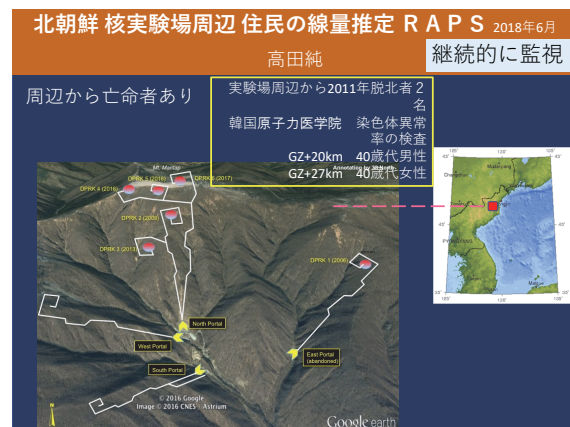 北朝鮮 核実験場周辺 住民の線量推定 ＲＡＰＳ 2018年6月
高田純
継続的に監視
周辺から亡命者あり
実験場周辺から2011年脱北者２
名
韓国原子力医学院　染色体異常
率の検査
GZ+20km　40歳代男性
GZ+27km　40歳代女性
Mt. Mantap
DPRK 5 (2016)
DPRK 6 (2017)
DPRK 4 (2016)
DPRK 2 (2009)
DPRK 3 (2013)
DPRK 1 (2006)
North Portal
West Portal
South Portal
East Portal
(abandoned)
© 2016 Google
Image © 2016 CNES / Astrium
Google earth
N